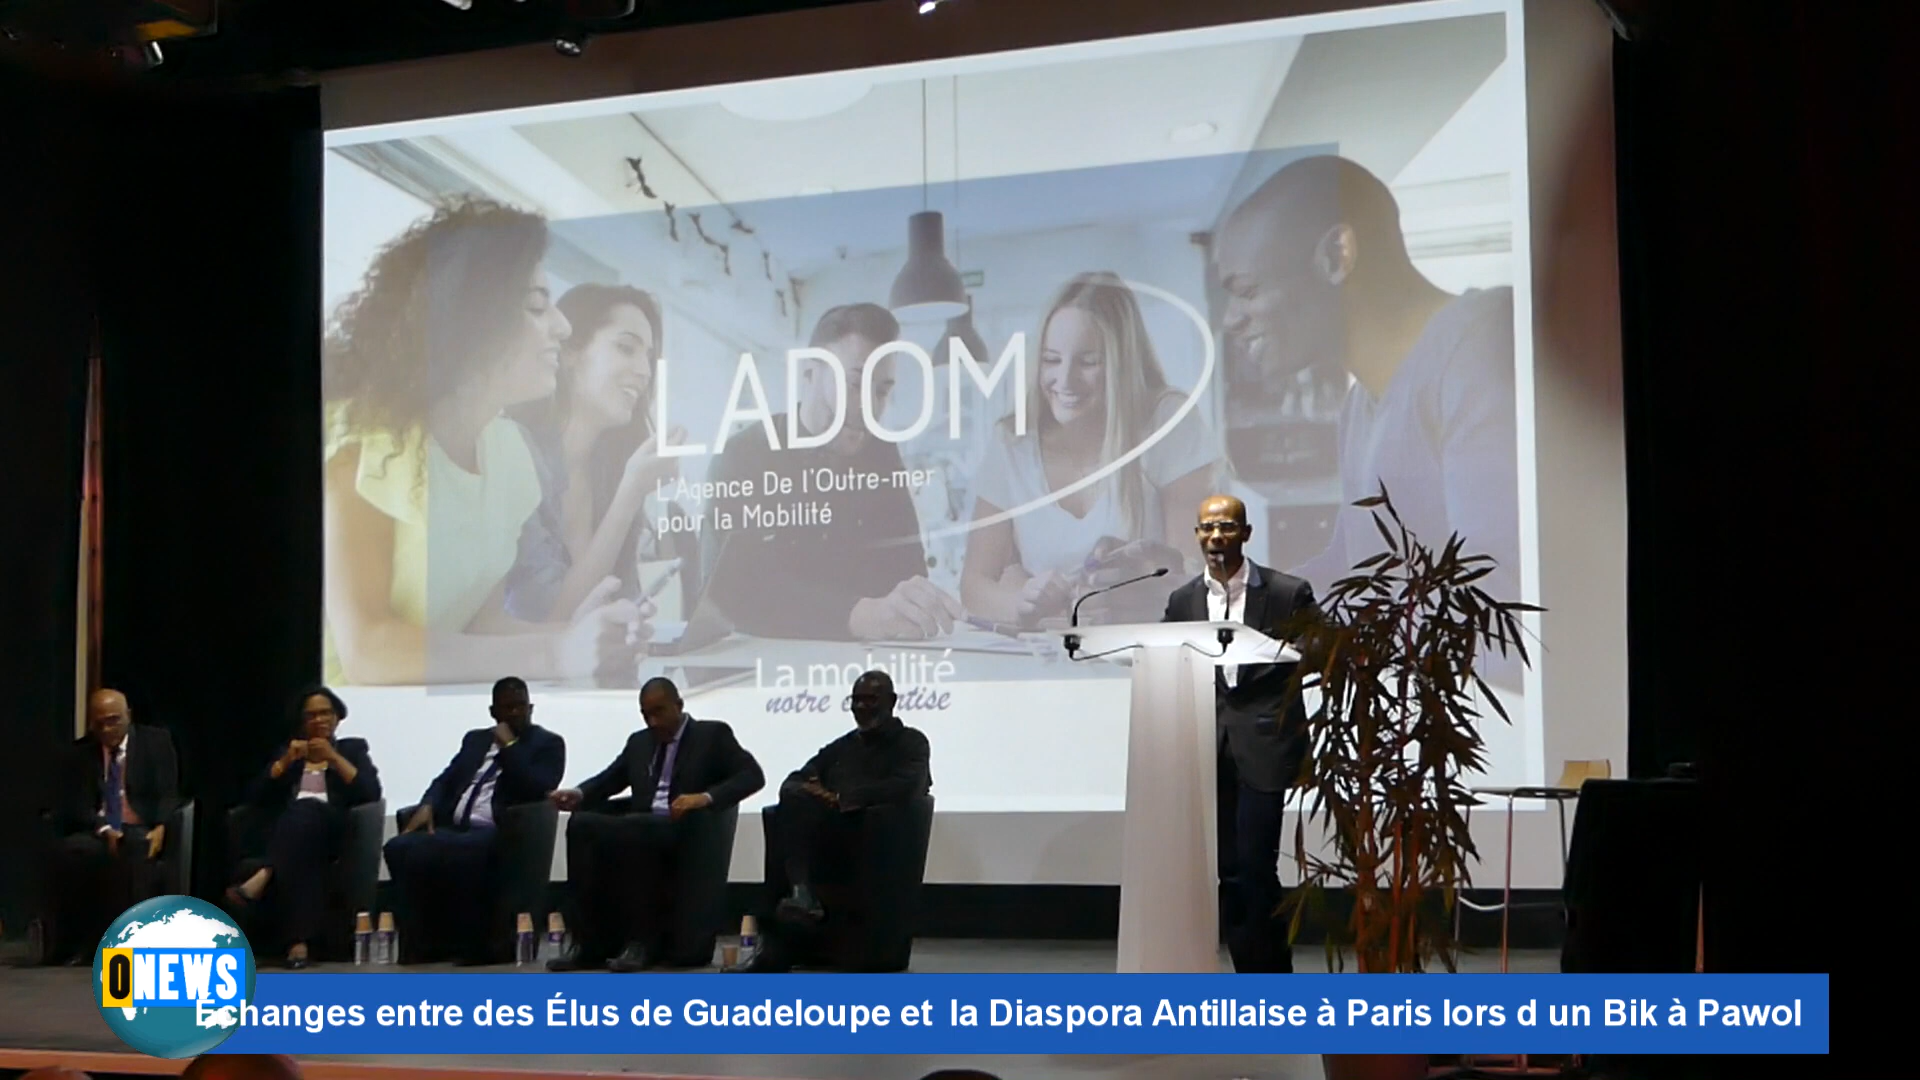 LADOM
L'Agence De l'Outre-mer
pour la Mobilité
La mobilité
notre expertise
ONEWS
Échanges entre des Élus de Guadeloupe et la Diaspora Antillaise à Paris lors d un Bik à Pawol